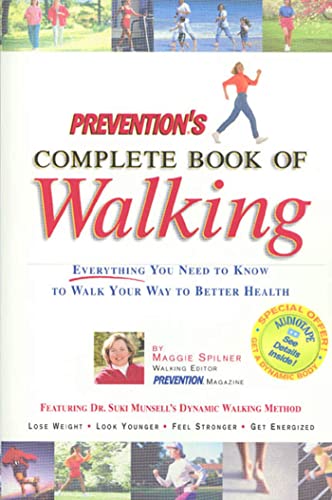 PREVENTION'S
COMPLETE BOOK OF
Walking
EVERYTHING YOU NEED TO KNOW
TO WALK YOUR WAY TO BETTER HEALTH
BY
MAGGIE SPILNER
WALKING EDITOR
PREVENTION MAGAZINE
SPECIAL OFFER!
AUDIOTAPE
See
Details
Inside!
GET A DYNAMIC BODY
FEATURING DR. SUKI MUNSELL'S DYNAMIC WALKING METHOD
LOSE WEIGHT • LOOK YOUNGER • FEEL STRONGER • GET ENERGIZED